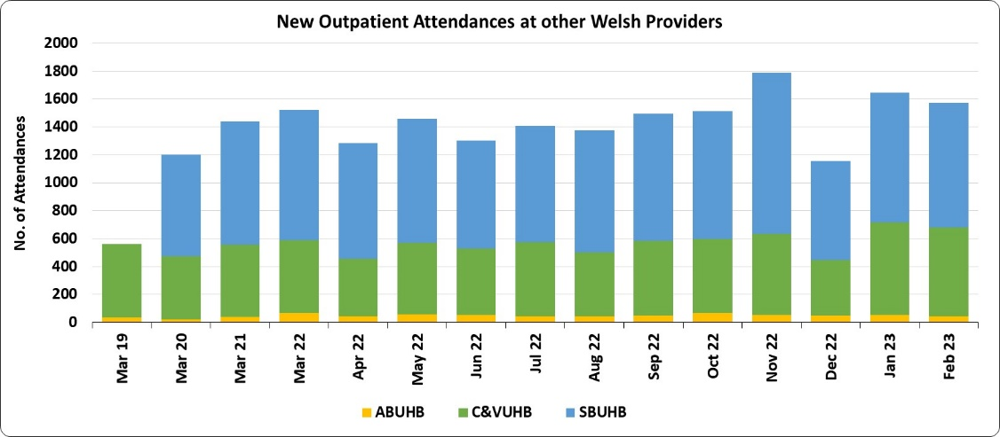 New Outpatient Attendances at other Welsh Providers
No. of Attendances
2000
1800
1600
1400
1200
1000
800
600
400
200
0
Mar 19
Mar 20
Mar 21
Mar 22
Apr 22
May 22
Jun 22
Jul 22
Aug 22
Sep 22
Oct 22
Nov 22
Dec 22
Jan 23
Feb 23
ABUHB C&VUHB SBUHB